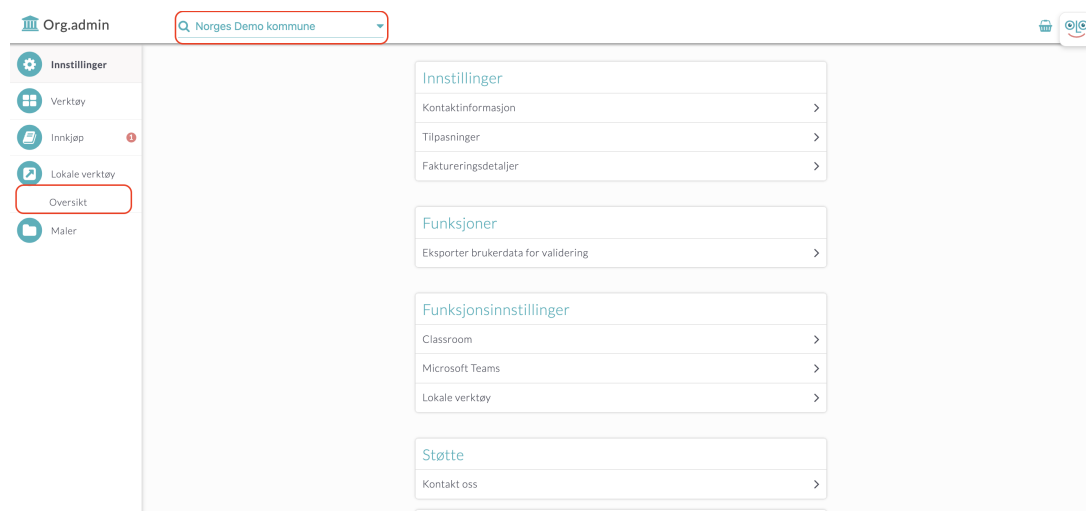 Org.admin
Norges Demo kommune
Innstillinger
Verktøy
Innkjøp 1
Lokale verktøy
Oversikt
Maler
Innstillinger
Kontaktinformasjon
Tilpasninger
Faktureringsdetaljer
Funksjoner
Eksporter brukerdata for validering
Funksjonsinnstillinger
Classroom
Microsoft Teams
Lokale verktøy
Støtte
Kontakt oss